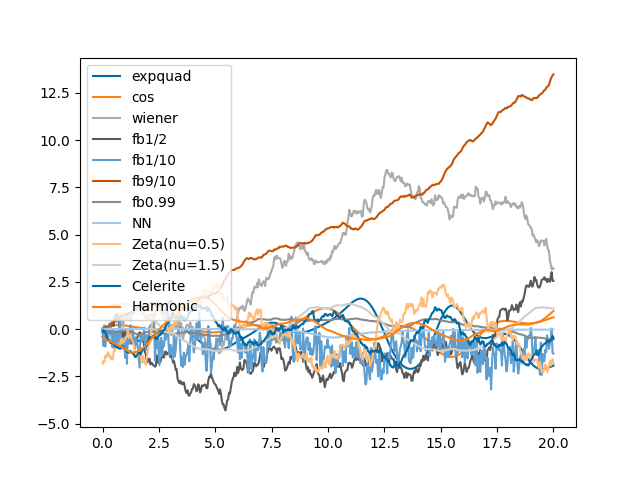 12.5
10.0
7.5
5.0
2.5
0.0
−2.5
−5.0
expquad
cos
wiener
fb1/2
fb1/10
fb9/10
fb0.99
NN
Zeta(nu=0.5)
Zeta(nu=1.5)
Celerite
Harmonic
0.0 2.5 5.0 7.5 10.0 12.5 15.0 17.5 20.0